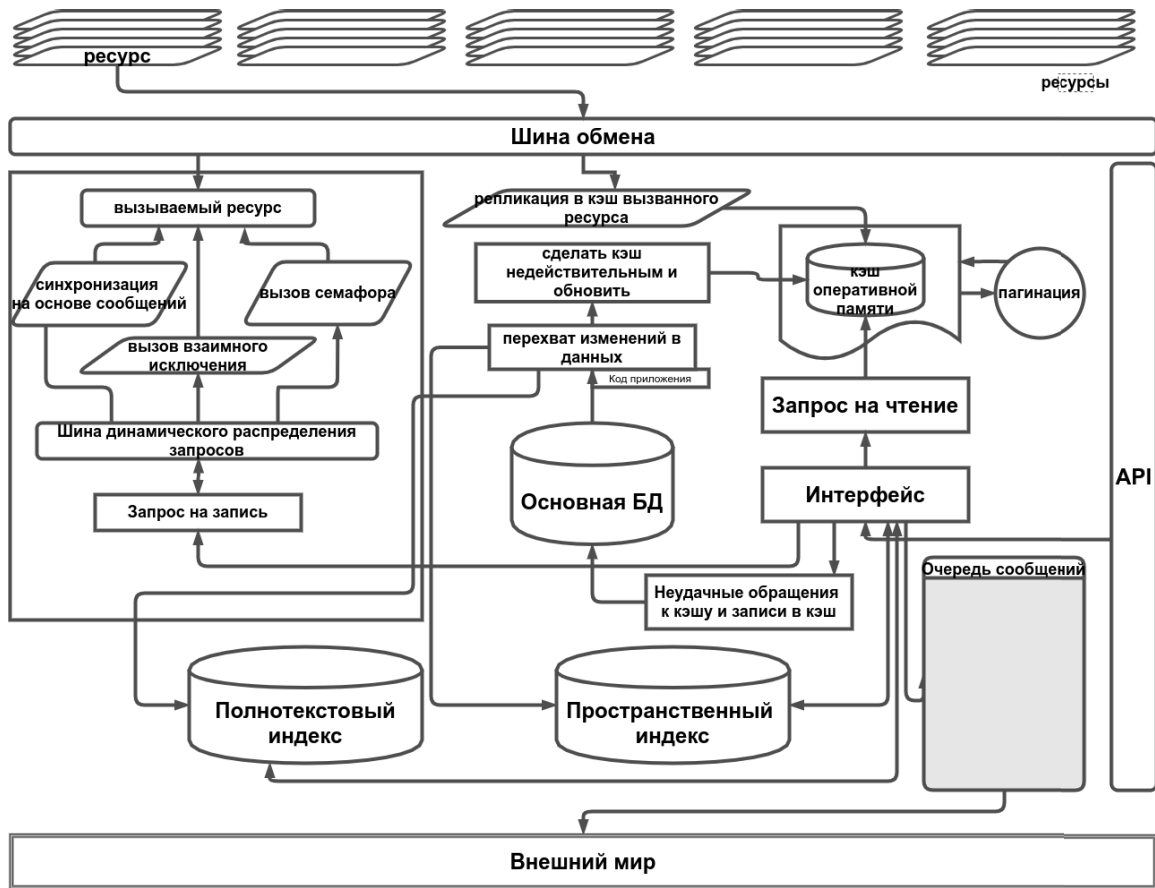 ресурс
ресурсы
Шина обмена
вызываемый ресурс
репликация в кэш вызванного
ресурса
синхронизация
на основе сообщений
вызов семафора
вызов взаимного
исключения
Шина динамического распределения
запросов
Запрос на запись
сделать кэш
недействительным и
обновить
кэш
оперативной
памяти
пагинация
перехват изменений в
данных
Код приложения
Запрос на чтение
Основная БД
Интерфейс
API
Неудачные обращения
к кэшу и записи в кэш
Очередь сообщений
Полнотекстовый
индекс
Пространственный
индекс
Внешний мир